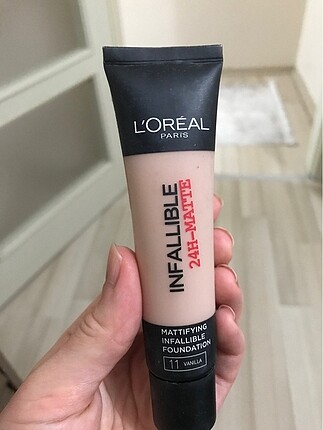 L'ORÉAL
PARIS
INFALLIBLE
24H-MATTE
MATTIFYING
INFALLIBLE
FOUNDATION
11 VANILLA